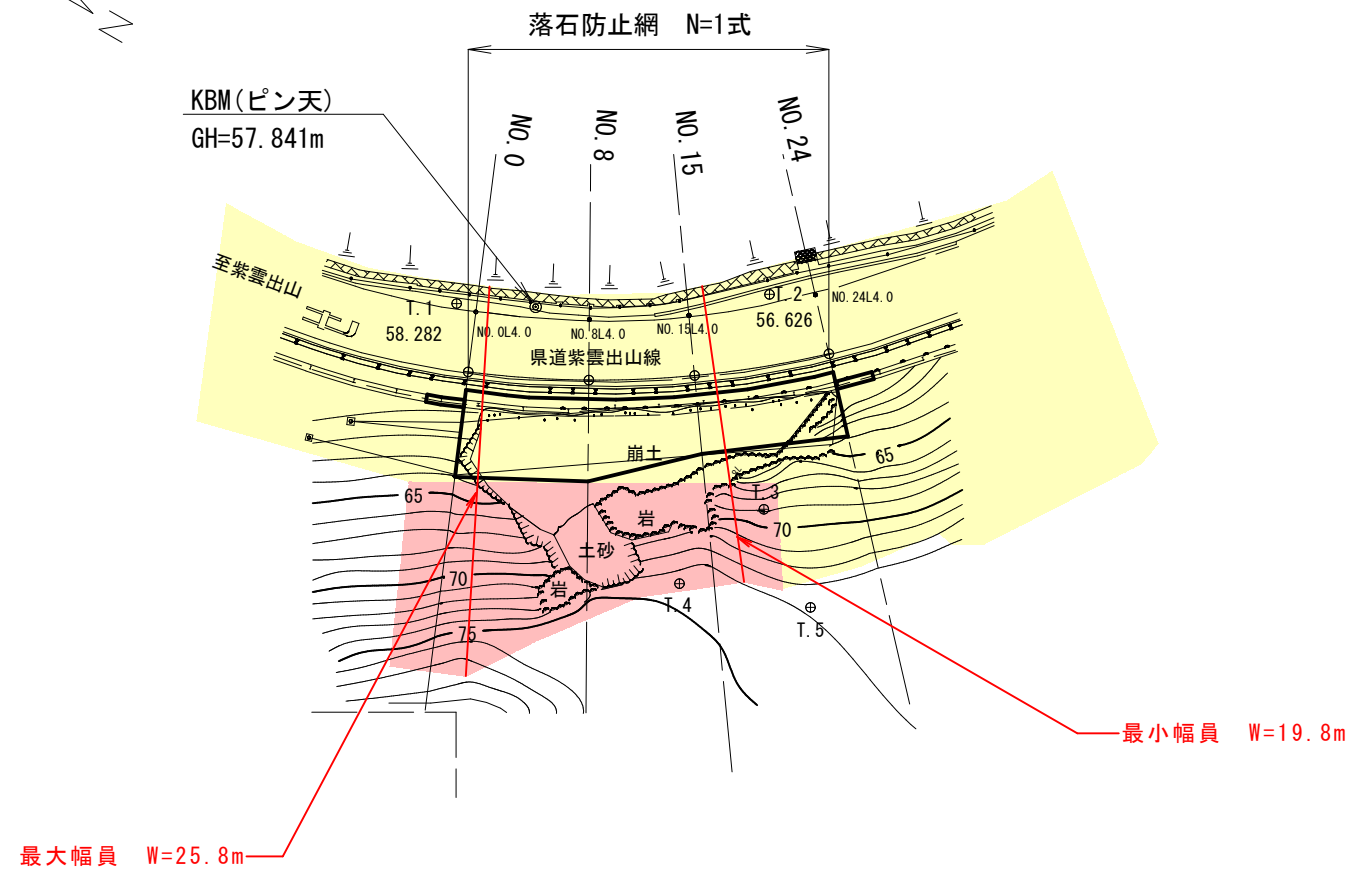 落石防止網　N=1式
KBM(ピン天)
GH=57.841m
NO.0
NO.8
NO.15
NO.24
至紫雲出山
T.1
58.282
NO.0L4.0
NO.8L4.0
NO.15L4.0
T.2
56.626
NO.24L4.0
県道紫雲出山線
崩土
65
65
T.3
岩
70
土砂
70
岩
T.4
T.5
75
最小幅員　W=19.8m
最大幅員　W=25.8m